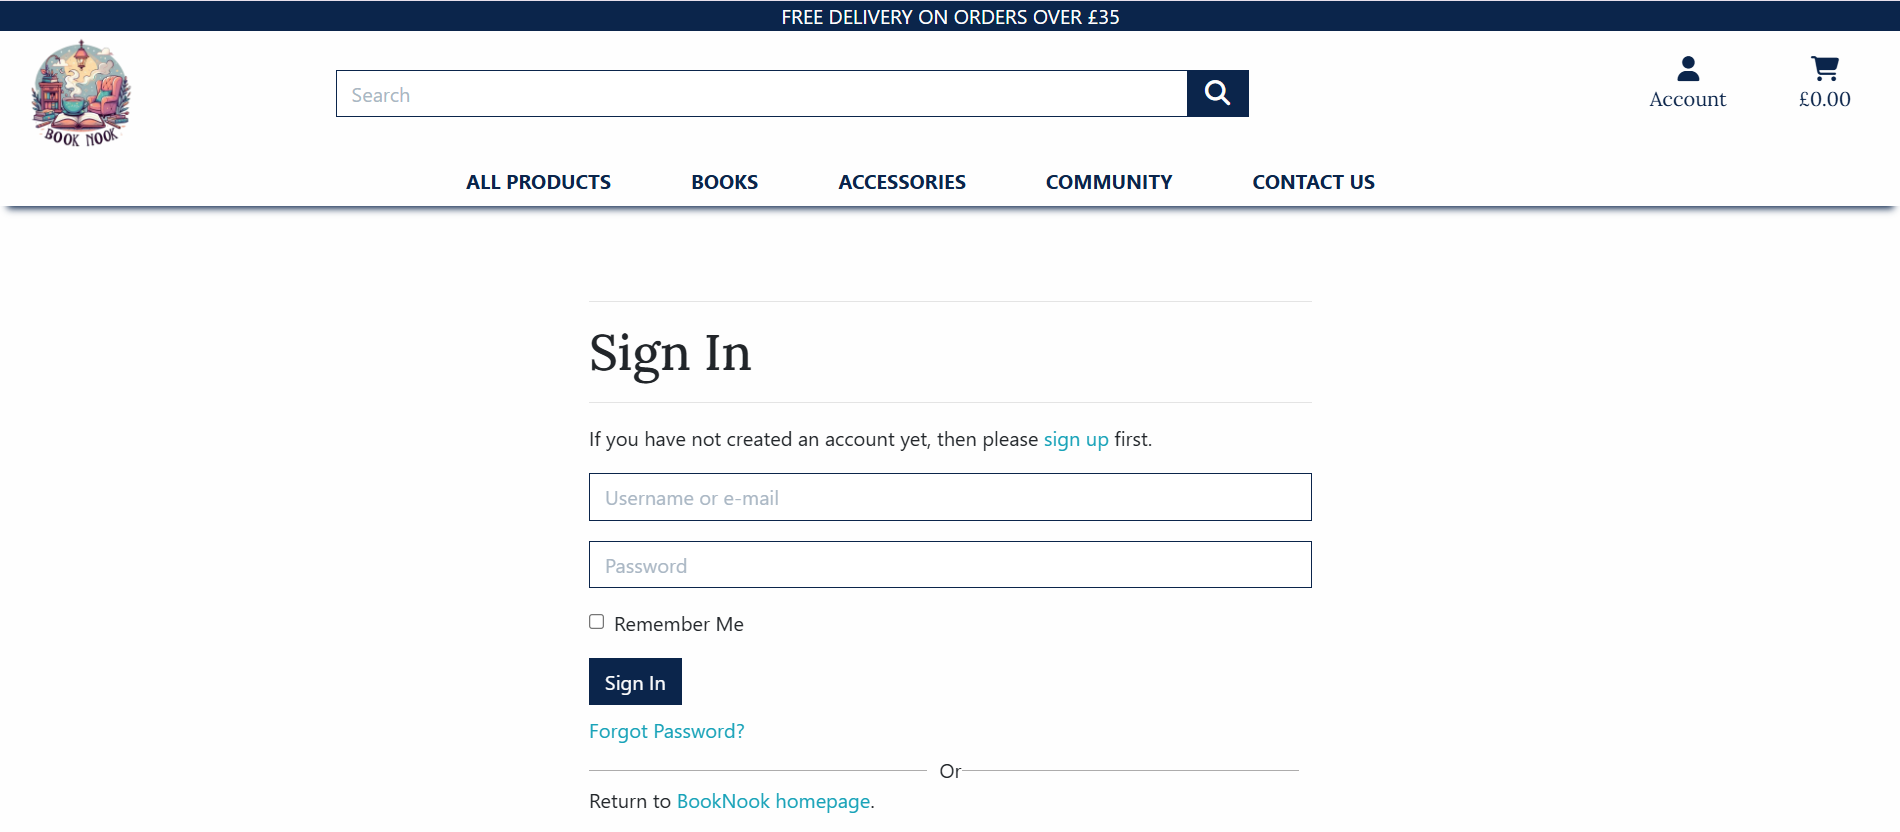 FREE DELIVERY ON ORDERS OVER £35
BOOK NOOK
Search
Account
£0.00
ALL PRODUCTS
BOOKS
ACCESSORIES
COMMUNITY
CONTACT US
Sign In
If you have not created an account yet, then please sign up first.
Username or e-mail
Password
Remember Me
Sign In
Forgot Password?
Or
Return to BookNook homepage.